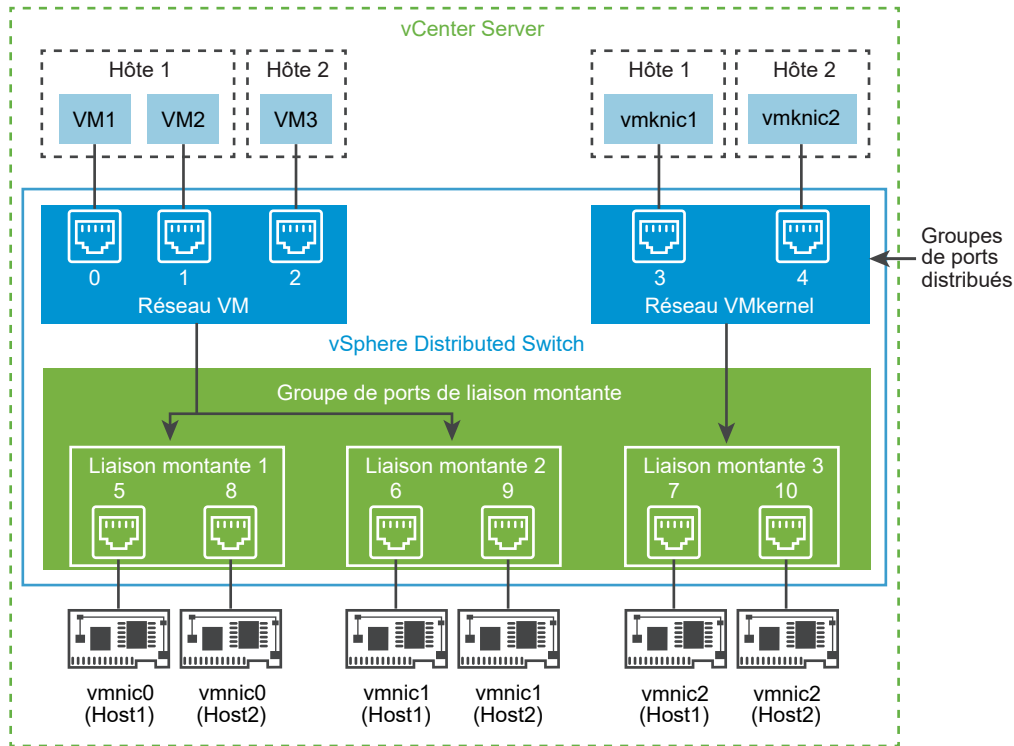 vCenter Server
Hôte 1
Hôte 2
Hôte 1
Hôte 2
VM1
VM2
VM3
vmknic1
vmknic2
0
1
2
3
4
Réseau VM
Réseau VMkernel
Groupes
de ports
distribués
vSphere Distributed Switch
Groupe de ports de liaison montante
Liaison montante 1
Liaison montante 2
Liaison montante 3
5
8
6
9
7
10
vmnic0
(Host1)
vmnic0
(Host2)
vmnic1
(Host1)
vmnic1
(Host2)
vmnic2
(Host1)
vmnic2
(Host2)